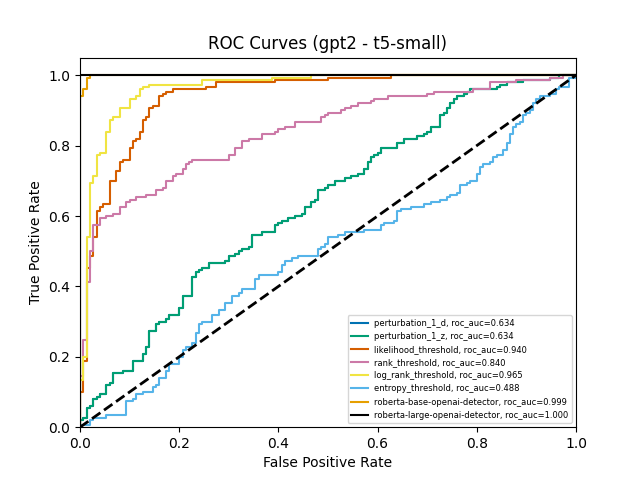 ROC Curves (gpt2 - t5-small)
1.0
0.8
0.6
0.4
0.2
0.0
True Positive Rate
perturbation_1_d, roc_auc=0.634
perturbation_1_z, roc_auc=0.634
likelihood_threshold, roc_auc=0.940
rank_threshold, roc_auc=0.840
log_rank_threshold, roc_auc=0.965
entropy_threshold, roc_auc=0.488
roberta-base-openai-detector, roc_auc=0.999
roberta-large-openai-detector, roc_auc=1.000
0.0 0.2 0.4 0.6 0.8 1.0
False Positive Rate